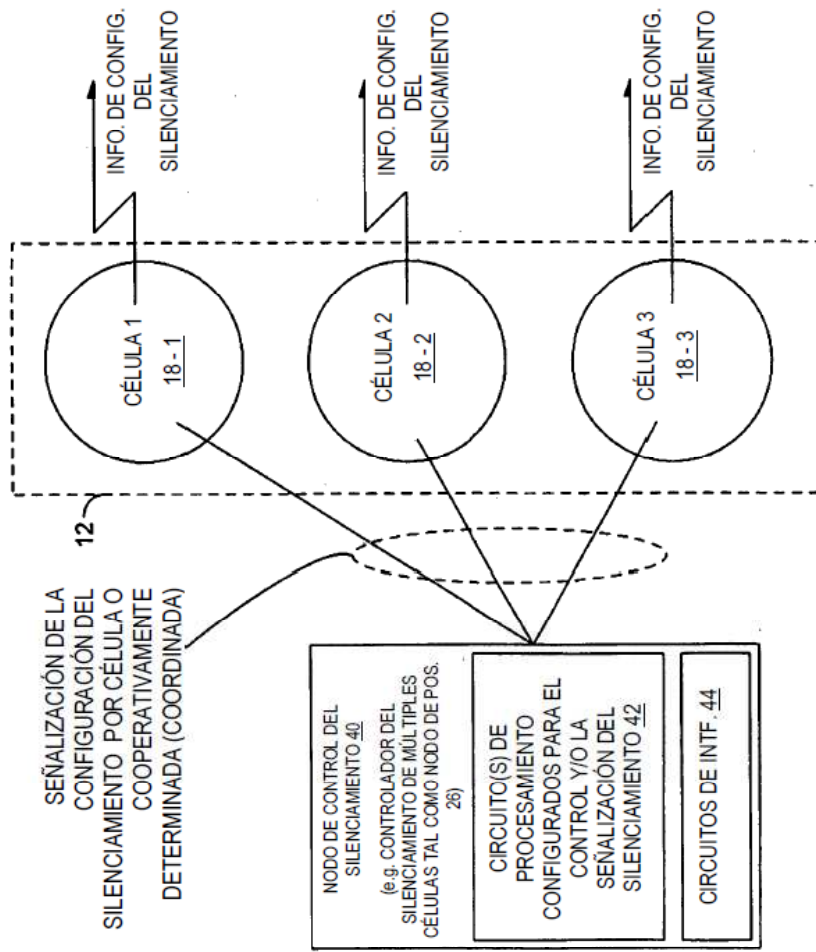 SEÑALIZACIÓN DE LA
CONFIGURACIÓN DEL
SILENCIAMIENTO POR CÉLULA O
COOPERATIVAMENTE
DETERMINADA (COORDINADA)
12
NODO DE CONTROL DEL
SILENCIAMIENTO 40
(e.g. CONTROLADOR DEL
SILENCIAMIENTO DE MÚLTIPLES
CÉLULAS TAL COMO NODO DE POS.
26)
CIRCUITO(S) DE
PROCESAMIENTO
CONFIGURADOS PARA EL
CONTROL Y/O LA
SEÑALIZACIÓN DEL
SILENCIAMIENTO 42
CIRCUITOS DE INTF. 44
CÉLULA 1
18 - 1
INFO. DE CONFIG.
DEL
SILENCIAMIENTO
CÉLULA 2
18 - 2
INFO. DE CONFIG.
DEL
SILENCIAMIENTO
CÉLULA 3
18 - 3
INFO. DE CONFIG.
DEL
SILENCIAMIENTO